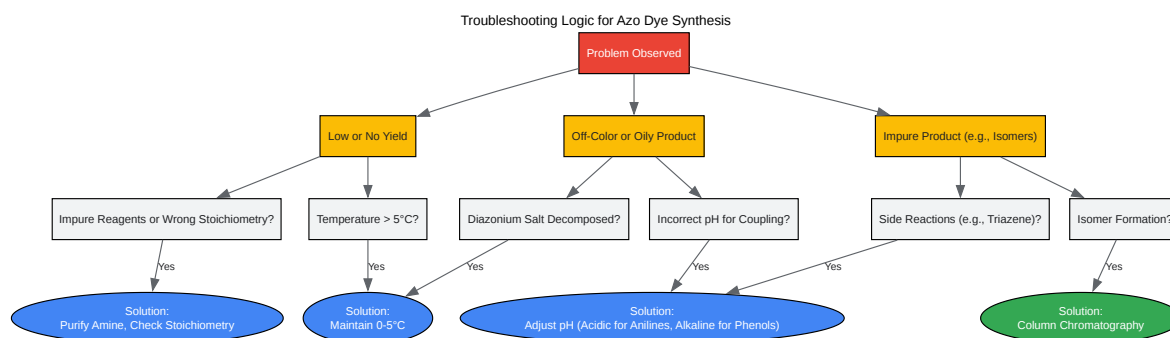 Troubleshooting Logic for Azo Dye Synthesis
Problem Observed
Low or No Yield
Off-Color or Oily Product
Impure Product (e.g., Isomers)
Impure Reagents or Wrong Stoichiometry?
Temperature > 5°C?
Diazonium Salt Decomposed?
Incorrect pH for Coupling?
Side Reactions (e.g., Triazene)?
Isomer Formation?
Yes
Yes
Yes
Yes
Yes
Yes
Solution:
Purify Amine, Check Stoichiometry
Solution:
Maintain 0-5°C
Solution:
Adjust pH (Acidic for Anilines, Alkaline for Phenols)
Solution:
Column Chromatography